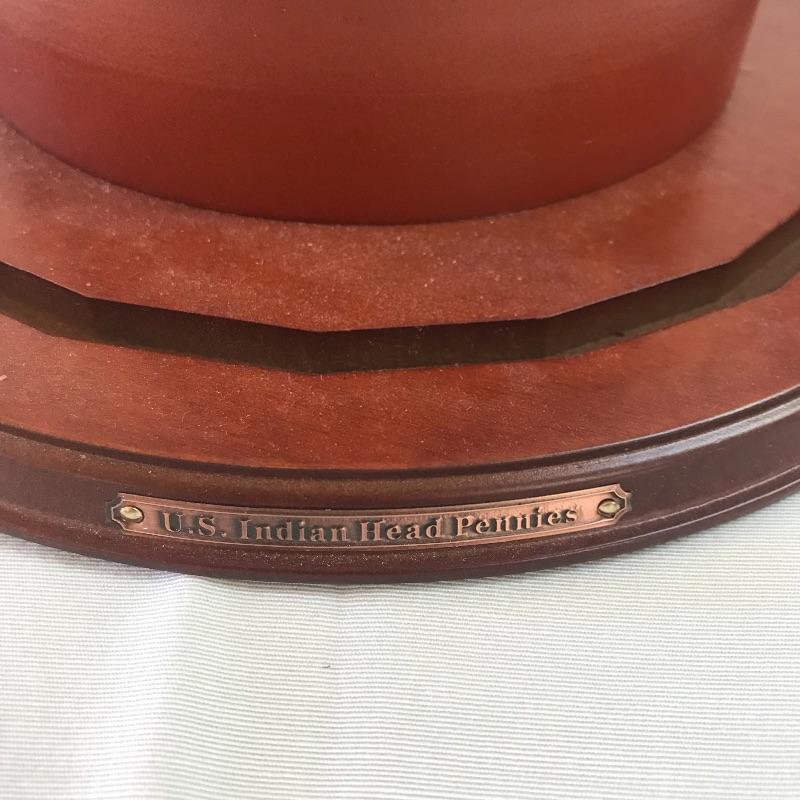 U.S. Indian Head Pennies